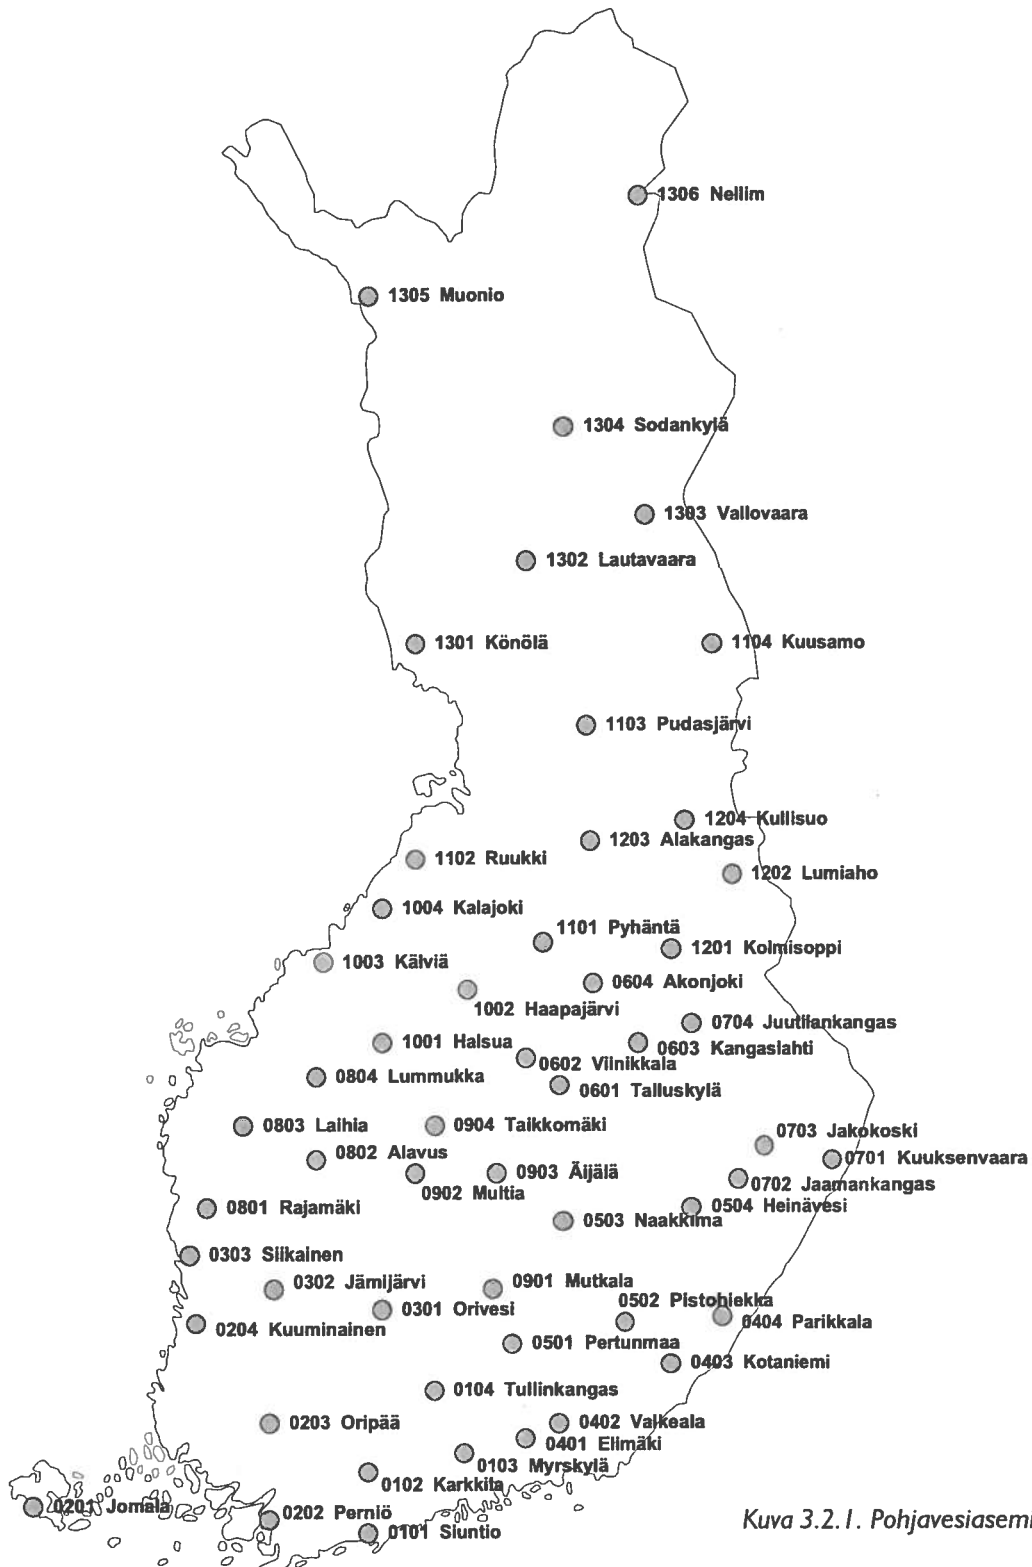 1306 Nellim
1305 Muonio
1304 Sodankylä
1303 Vallovaara
1302 Lautavaara
1301 Könölä
1104 Kuusamo
1103 Pudasjärvi
1204 Kullisuo
1203 Alakangas
1102 Ruukki
1202 Lumiaho
1004 Kalajoki
1101 Pyhäntä
1201 Kolmisoppi
1003 Kälviä
0604 Akonjoki
1002 Haapajärvi
0704 Juutilankangas
1001 Halsua
0603 Kangaslahti
0602 Viinikkala
0804 Lummukka
0601 Talluskylä
0803 Laihia
0904 Taikkomäki
0703 Jakokoski
0802 Alavus
0701 Kuuksenvaara
0903 Äijälä
0902 Multia
0702 Jaamankangas
0801 Rajamäki
0504 Heinävesi
0503 Naakkima
0303 Siikainen
0302 Jämijärvi
0901 Mutkala
0502 Pistohiekka
0301 Orivesi
0404 Parikkala
0204 Kuuminainen
0501 Pertunmaa
0403 Kotaniemi
0104 Tullinkangas
0203 Oripää
0402 Valkeala
0401 Elimäki
0103 Myrskylä
0102 Karkkila
0201 Jomala
0202 Perniö
0101 Siuntio
Kuva 3.2.1. Pohjavesiasemi